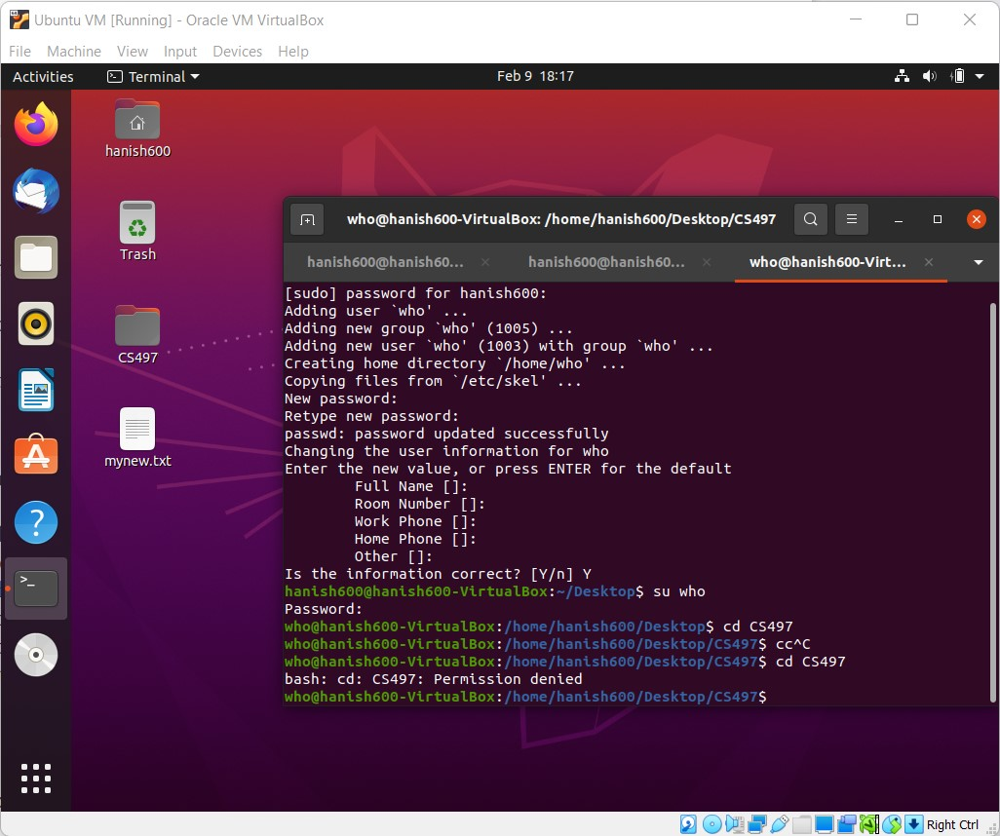 Ubuntu VM [Running] - Oracle VM VirtualBox
File Machine View Input Devices Help
Activities Terminal Feb 9 18:17
hanish600
Trash
CS497
mynew.txt
who@hanish600-VirtualBox: /home/hanish600/Desktop/CS497
hanish600@hanish60... hanish600@hanish60... who@hanish600-Virt...
[sudo] password for hanish600:
Adding user `who' ...
Adding new group `who' (1005) ...
Adding new user `who' (1003) with group `who' ...
Creating home directory `/home/who' ...
Copying files from `/etc/skel' ...
New password:
Retype new password:
passwd: password updated successfully
Changing the user information for who
Enter the new value, or press ENTER for the default
Full Name []:
Room Number []:
Work Phone []:
Home Phone []:
Other []:
Is the information correct? [Y/n] Y
hanish600@hanish600-VirtualBox:~/Desktop$ su who
Password:
who@hanish600-VirtualBox:/home/hanish600/Desktop$ cd CS497
who@hanish600-VirtualBox:/home/hanish600/Desktop/CS497$ cc^C
who@hanish600-VirtualBox:/home/hanish600/Desktop/CS497$ cd CS497
bash: cd: CS497: Permission denied
who@hanish600-VirtualBox:/home/hanish600/Desktop/CS497$
Right Ctrl